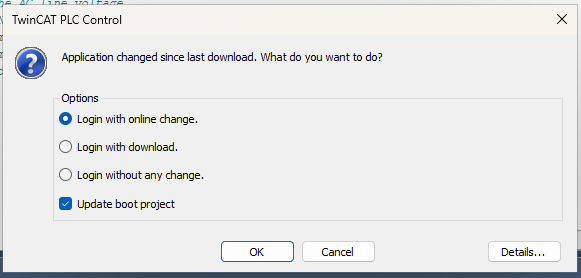 the AC line voltage
TwinCAT PLC Control
Application changed since last download. What do you want to do?
Options
Login with online change.
Login with download.
Login without any change.
Update boot project
OK
Cancel
Details...